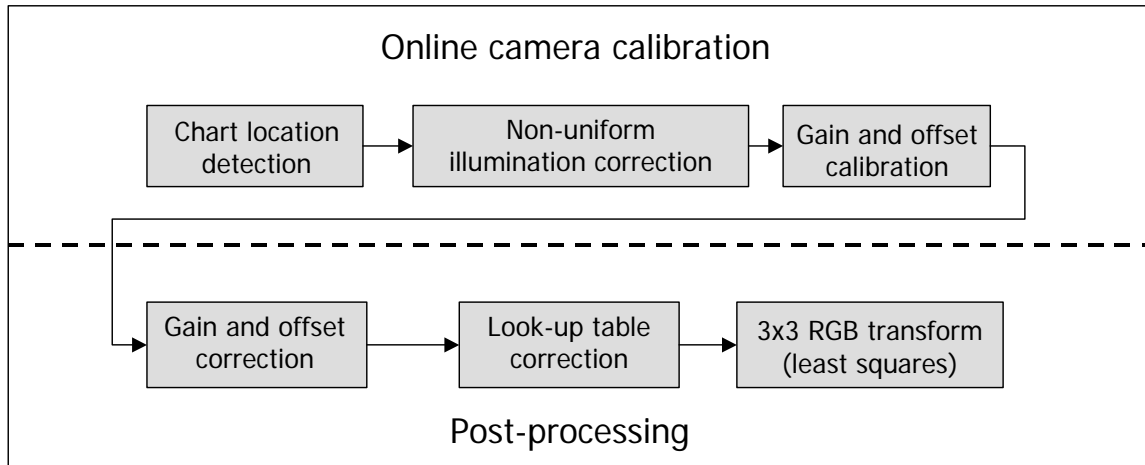 Online camera calibration
Chart location
detection
Non-uniform
illumination correction
Gain and offset
calibration
Gain and offset
correction
Look-up table
correction
3x3 RGB transform
(least squares)
Post-processing